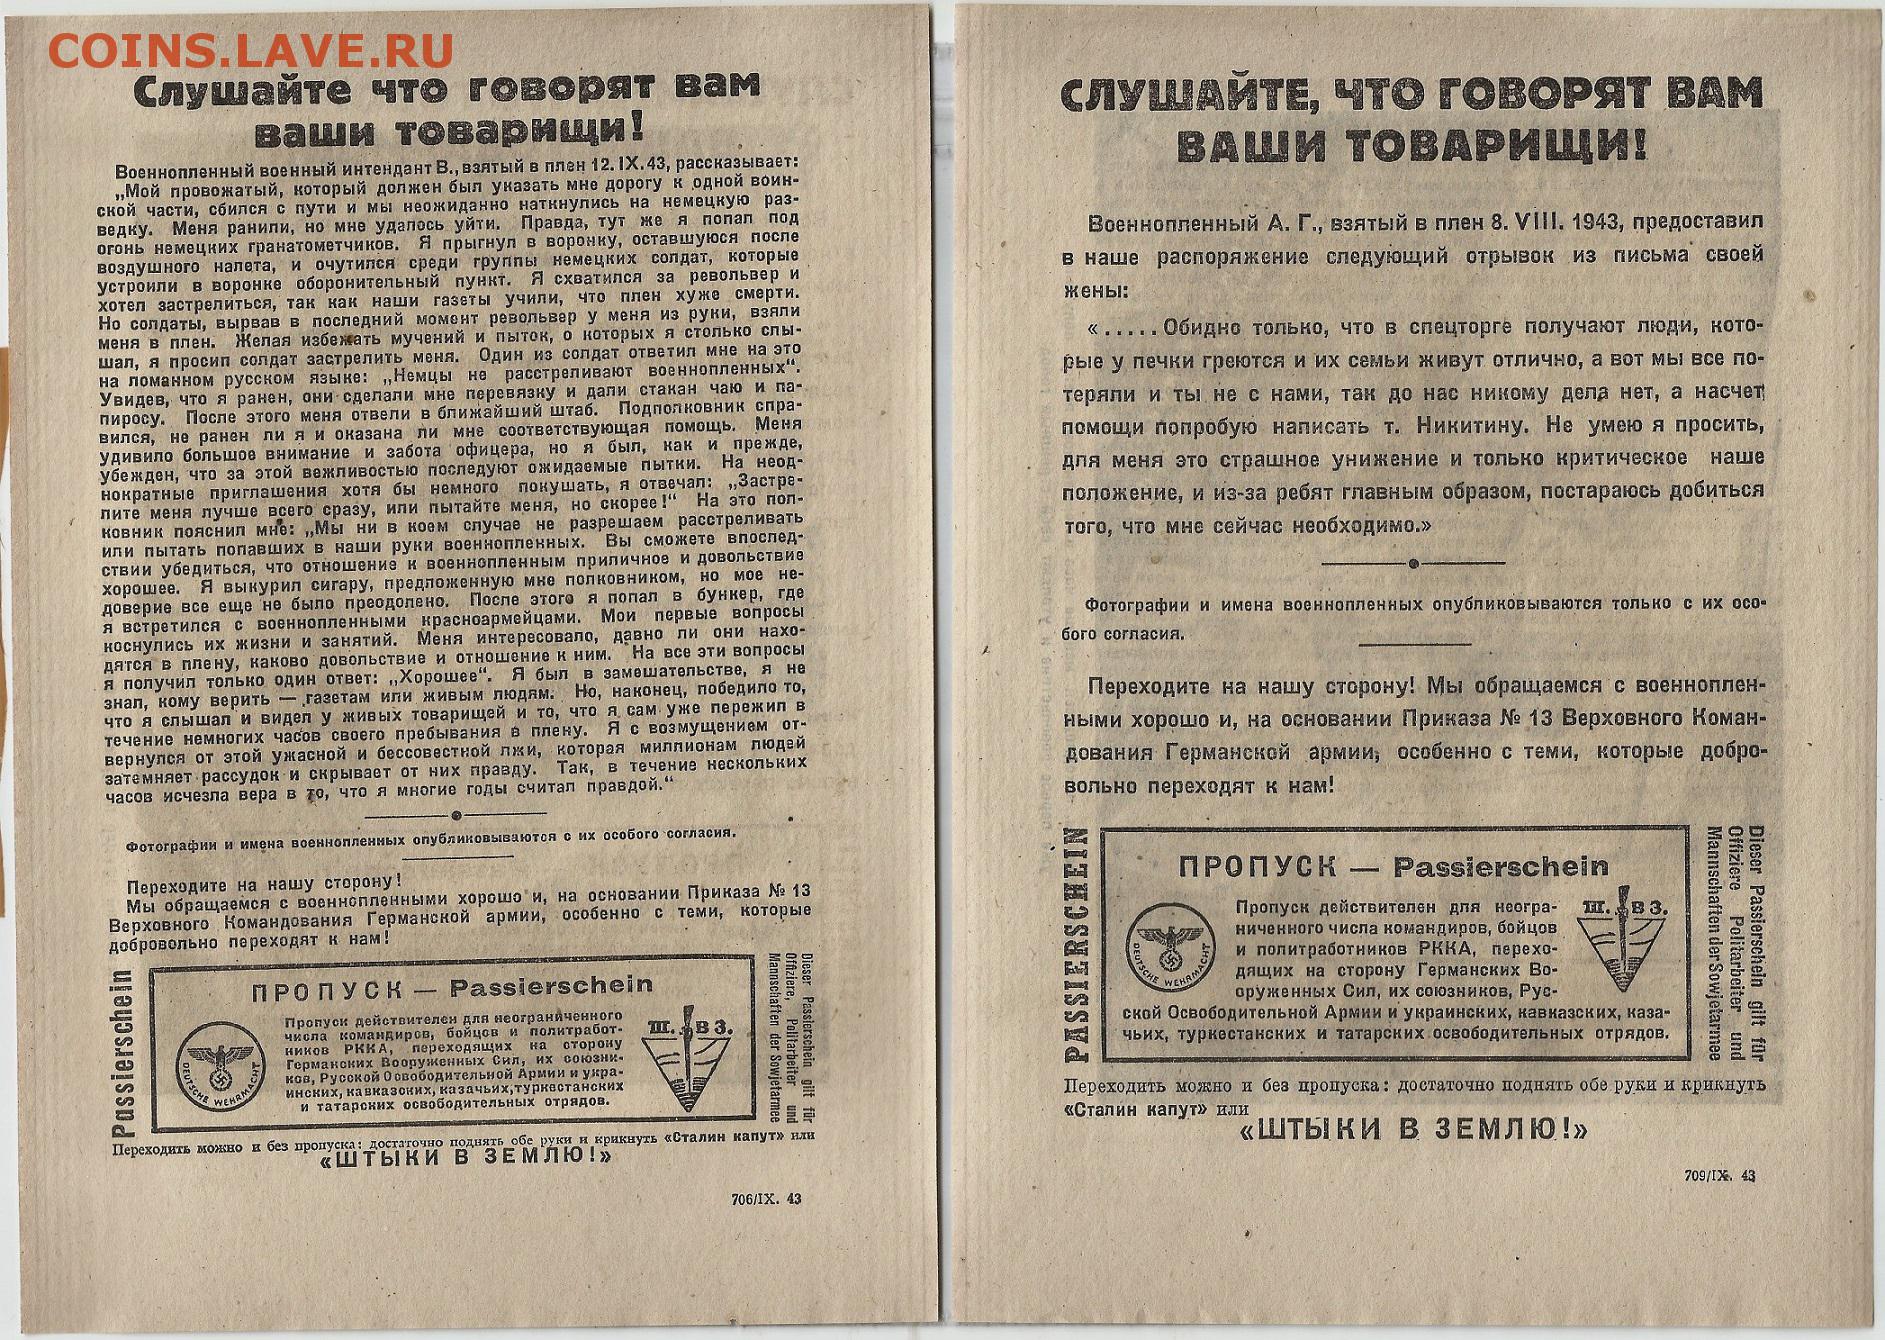 COINS.LAVE.RU
Слушайте что говорят вам
ваши товарищи!
Военнопленный военный интендант В., взятый в плен 12. IX. 43, рассказывает:
„Мой провожатый, который должен был указать мне дорогу к одной воин-
ской части, сбился с пути и мы неожиданно наткнулись на немецкую раз-
ведку. Меня ранили, но мне удалось уйти. Правда, тут же я попал под
огонь немецких гранатометчиков. Я прыгнул в воронку, оставшуюся после
воздушного налета, и очутился среди группы немецких солдат, которые
устроили в воронке оборонительный пункт. Я схватился за револьвер и
хотел застрелиться, так как наши газеты учили, что плен хуже смерти.
Но солдаты, вырвав в последний момент револьвер у меня из руки, взяли
меня в плен. Желая избежать мучений и пыток, о которых я столько слы-
шал, я просил солдат застрелить меня. Один из солдат ответил мне на это
на ломанном русском языке: „Немцы не расстреливают военнопленных“.
Увидев, что я ранен, они сделали мне перевязку и дали стакан чаю и па-
пиросу. После этого меня отвели в ближайший штаб. Подполковник спра-
вился, не ранен ли я и оказана ли мне соответствующая помощь. Меня
удивило большое внимание и забота офицера, но я был, как и прежде,
убежден, что за этой вежливостью последуют ожидаемые пытки. На неод-
нократные приглашения хотя бы немного покушать, я отвечал: „Застре-
лите меня лучше всего сразу, или пытайте меня, но скорее!“ На это пол-
ковник пояснил мне: „Мы ни в коем случае не разрешаем расстреливать
или пытать попавших в наши руки военнопленных. Вы сможете впослед-
ствии убедиться, что отношение к военнопленным приличное и довольствие
хорошее. Я выкурил сигару, предложенную мне полковником, но мое не-
доверие все еще не было преодолено. После этого я попал в бункер, где
я встретился с военнопленными красноармейцами. Мои первые вопросы
коснулись их жизни и занятий. Меня интересовало, давно ли они нахо-
дятся в плену, каково довольствие и отношение к ним. На все эти вопросы
я получил только один ответ: „Хорошее“. Я был в замешательстве, я не
знал, кому верить — газетам или живым людям. Но, наконец, победило то,
что я слышал и видел у живых товарищей и то, что я сам уже пережил в
течение немногих часов своего пребывания в плену. Я с возмущением от-
вернулся от этой ужасной и бессовестной лжи, которая миллионам людей
затемняет рассудок и скрывает от них правду. Так, в течение нескольких
часов исчезла вера в то, что я многие годы считал правдой.“
Фотографии и имена военнопленных опубликовываются с их особого согласия.
Переходите на нашу сторону!
Мы обращаемся с военнопленными хорошо и, на основании Приказа № 13
Верховного Командования Германской армии, особенно с теми, которые
добровольно переходят к нам!
Passierschein
ПРОПУСК — Passierschein
Пропуск действителен для неограниченного
числа командиров, бойцов и политработ-
ников РККА, переходящих на сторону
Германских Вооруженных Сил, их союзни-
ков, Русской Освободительной Армии и укра-
инских, кавказских, казачьих, туркестанских
и татарских освободительных отрядов.
DEUTSCHE WEHRMACHT
Ш. В З.
Dieser Passierschein gilt für
Offiziere, Politarbeiter und
Mannschaften der Sowjetarmee
Переходить можно и без пропуска: достаточно поднять обе руки и крикнуть «Сталин капут» или
«ШТЫКИ В ЗЕМЛЮ!»
706/IX. 43
СЛУШАЙТЕ, ЧТО ГОВОРЯТ ВАМ
ВАШИ ТОВАРИЩИ!
Военнопленный А. Г., взятый в плен 8. VIII. 1943, предоставил
в наше распоряжение следующий отрывок из письма своей
жены:
«.....Обидно только, что в спецторге получают люди, кото-
рые у печки греются и их семьи живут отлично, а вот мы все по-
теряли и ты не с нами, так до нас никому дела нет, а насчет
помощи попробую написать т. Никитину. Не умею я просить,
для меня это страшное унижение и только критическое наше
положение, и из-за ребят главным образом, постараюсь добиться
того, что мне сейчас необходимо.»
Фотографии и имена военнопленных опубликовываются только с их осо-
бого согласия.
Переходите на нашу сторону! Мы обращаемся с военноплен-
ными хорошо и, на основании Приказа № 13 Верховного Коман-
дования Германской армии, особенно с теми, которые добро-
вольно переходят к нам!
PASSIERSCHEIN
ПРОПУСК — Passierschein
Пропуск действителен для неогра-
ниченного числа командиров, бойцов
и политработников РККА, перехо-
дящих на сторону Германских Во-
оруженных Сил, их союзников, Рус-
ской Освободительной Армии и украинских, кавказских, каза-
чьих, туркестанских и татарских освободительных отрядов.
DEUTSCHE WEHRMACHT
Ш. В З.
Dieser Passierschein gilt für
Offiziere Politarbeiter und
Mannschaften der Sowjetarmee
Переходить можно и без пропуска: достаточно поднять обе руки и крикнуть
«Сталин капут» или
«ШТЫКИ В ЗЕМЛЮ!»
709/IX. 43